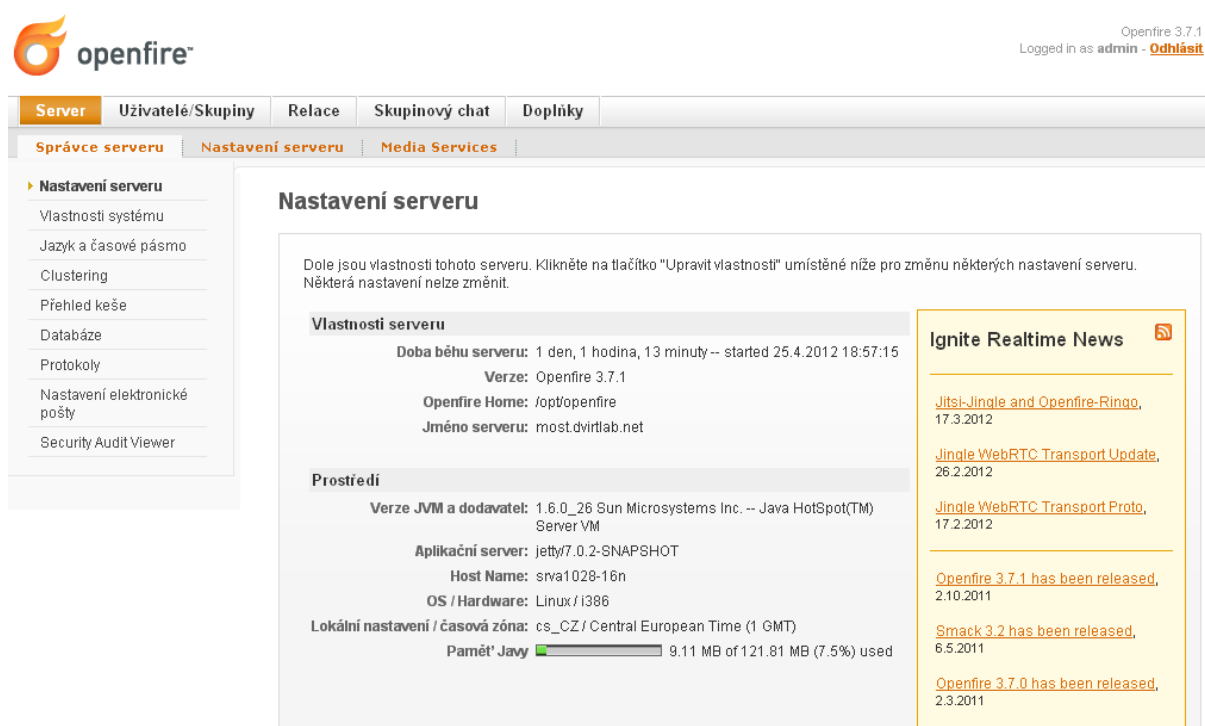 openfire™
Openfire 3.7.1
Logged in as admin - Odhlásit
Server Uživatelé/Skupiny Relace Skupinový chat Doplňky
Správce serveru Nastavení serveru Media Services
Nastavení serveru
Vlastnosti systému
Jazyk a časové pásmo
Clustering
Přehled keše
Databáze
Protokoly
Nastavení elektronické
pošty
Security Audit Viewer
Nastavení serveru
Dole jsou vlastnosti tohoto serveru. Klikněte na tlačítko "Upravit vlastnosti" umístěné níže pro změnu některých nastavení serveru.
Některá nastavení nelze změnit.
Vlastnosti serveru
Doba běhu serveru: 1 den, 1 hodina, 13 minuty -- started 25.4.2012 18:57:15
Verze: Openfire 3.7.1
Openfire Home: /opt/openfire
Jméno serveru: most.dvirtlab.net
Prostředí
Verze JVM a dodavatel: 1.6.0_26 Sun Microsystems Inc. -- Java HotSpot(TM)
Server VM
Aplikační server: jetty/7.0.2-SNAPSHOT
Host Name: srva1028-16n
OS / Hardware: Linux / i386
Lokální nastavení / časová zóna: cs_CZ / Central European Time (1 GMT)
Paměť Javy 9.11 MB of 121.81 MB (7.5%) used
Ignite Realtime News
Jitsi-Jingle and Openfire-Ringo,
17.3.2012
Jingle WebRTC Transport Update,
26.2.2012
Jingle WebRTC Transport Proto,
17.2.2012
Openfire 3.7.1 has been released,
2.10.2011
Smack 3.2 has been released,
6.5.2011
Openfire 3.7.0 has been released,
2.3.2011